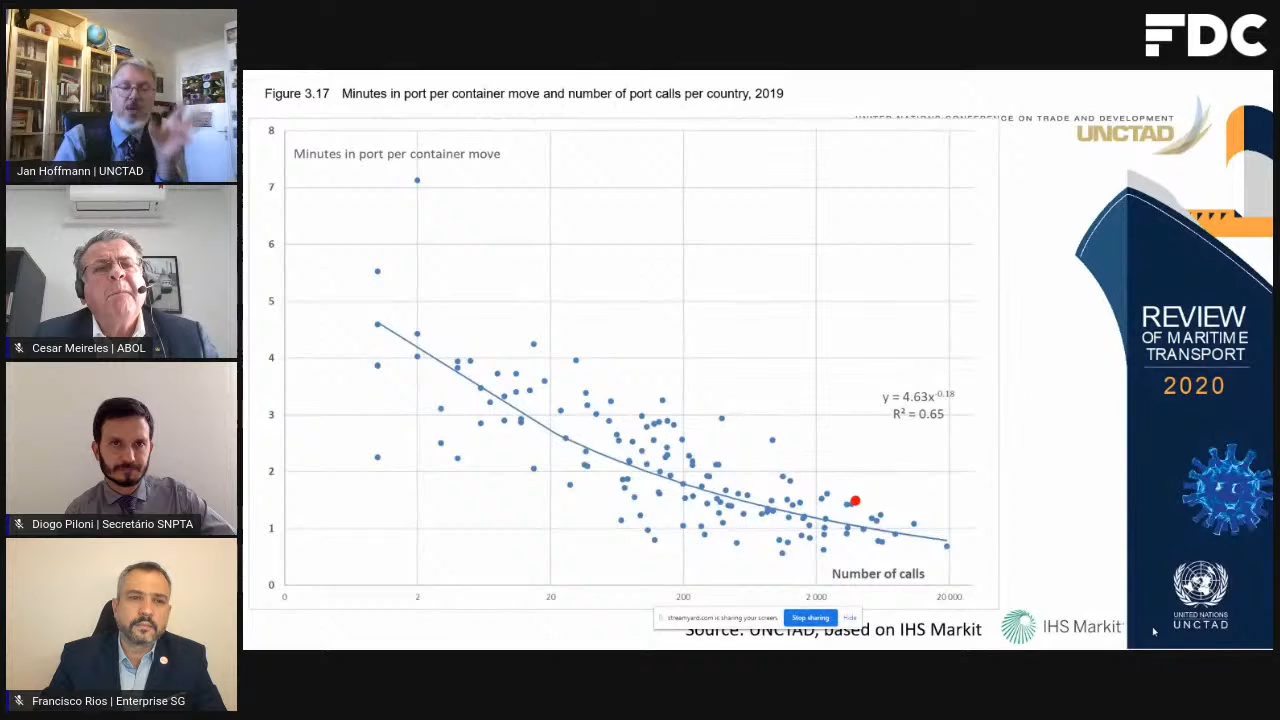 FDC
Jan Hoffmann | UNCTAD
Cesar Meireles | ABOL
Diogo Piloni | Secretário SNPTA
Francisco Rios | Enterprise SG
Figure 3.17 Minutes in port per container move and number of port calls per country, 2019
UNITED NATIONS CONFERENCE ON TRADE AND DEVELOPMENT
UNCTAD
Minutes in port per container move
8
7
6
5
4
3
2
1
0
y = 4.63x^-0.18
R² = 0.65
Number of calls
0 2 20 200 2 000 20 000
streamyard.com is sharing your screen. Stop sharing Hide
Source: UNCTAD, based on IHS Markit
IHS Markit
REVIEW
OF MARITIME
TRANSPORT
2020
UNITED NATIONS
UNCTAD